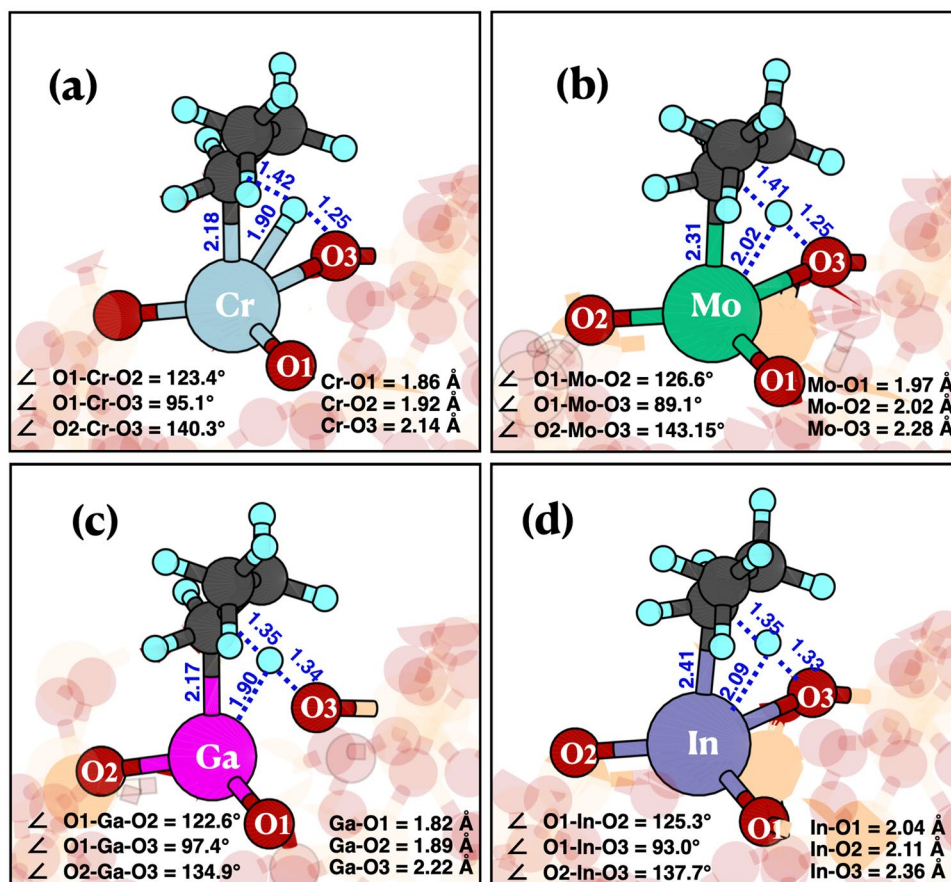 (a)
1.42
1.25
1.90
2.18
O3
Cr
O1
∠ O1-Cr-O2 = 123.4°
∠ O1-Cr-O3 = 95.1°
∠ O2-Cr-O3 = 140.3°
Cr-O1 = 1.86 Å
Cr-O2 = 1.92 Å
Cr-O3 = 2.14 Å
(b)
1.41
1.25
2.02
2.31
O3
O2
Mo
O1
∠ O1-Mo-O2 = 126.6°
∠ O1-Mo-O3 = 89.1°
∠ O2-Mo-O3 = 143.15°
Mo-O1 = 1.97 Å
Mo-O2 = 2.02 Å
Mo-O3 = 2.28 Å
(c)
1.35
1.34
1.90
2.17
O3
O2
Ga
O1
∠ O1-Ga-O2 = 122.6°
∠ O1-Ga-O3 = 97.4°
∠ O2-Ga-O3 = 134.9°
Ga-O1 = 1.82 Å
Ga-O2 = 1.89 Å
Ga-O3 = 2.22 Å
(d)
1.35
1.33
2.09
2.41
O3
O2
In
O1
∠ O1-In-O2 = 125.3°
∠ O1-In-O3 = 93.0°
∠ O2-In-O3 = 137.7°
In-O1 = 2.04 Å
In-O2 = 2.11 Å
In-O3 = 2.36 Å